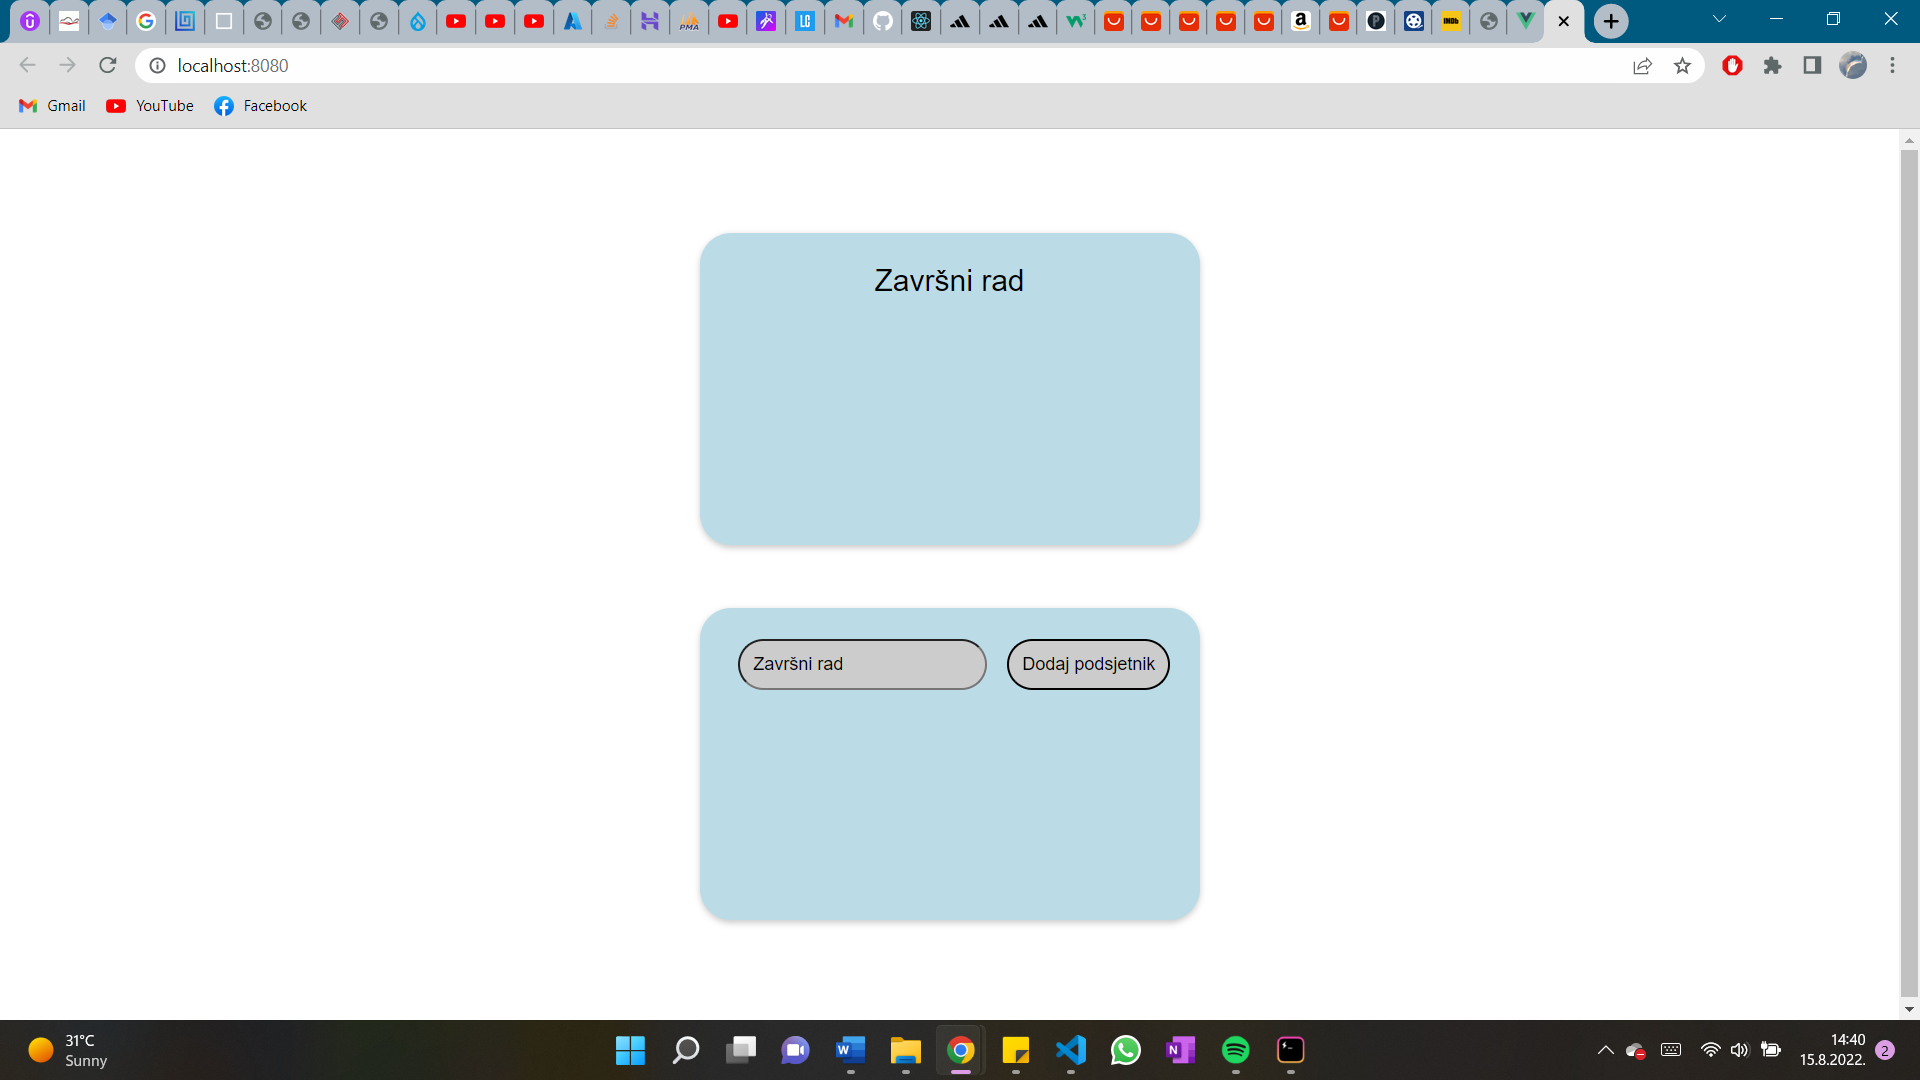 localhost:8080
Gmail YouTube Facebook
Završni rad
Završni rad Dodaj podsjetnik
31°C
Sunny
14:40
15.8.2022.
2